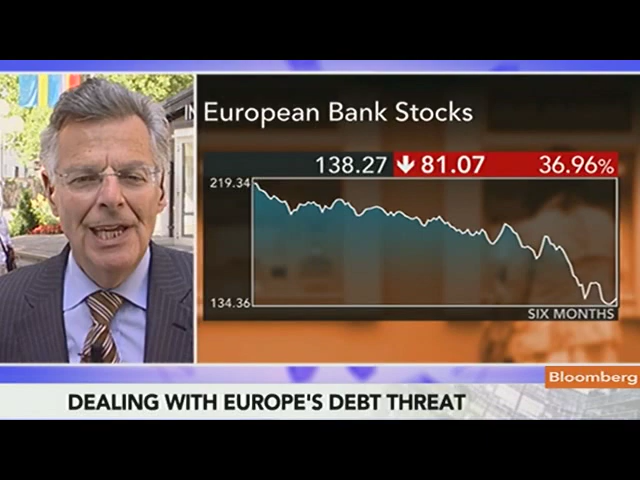 IN
European Bank Stocks
138.27 81.07 36.96%
219.34
134.36
SIX MONTHS
Bloomberg
DEALING WITH EUROPE'S DEBT THREAT